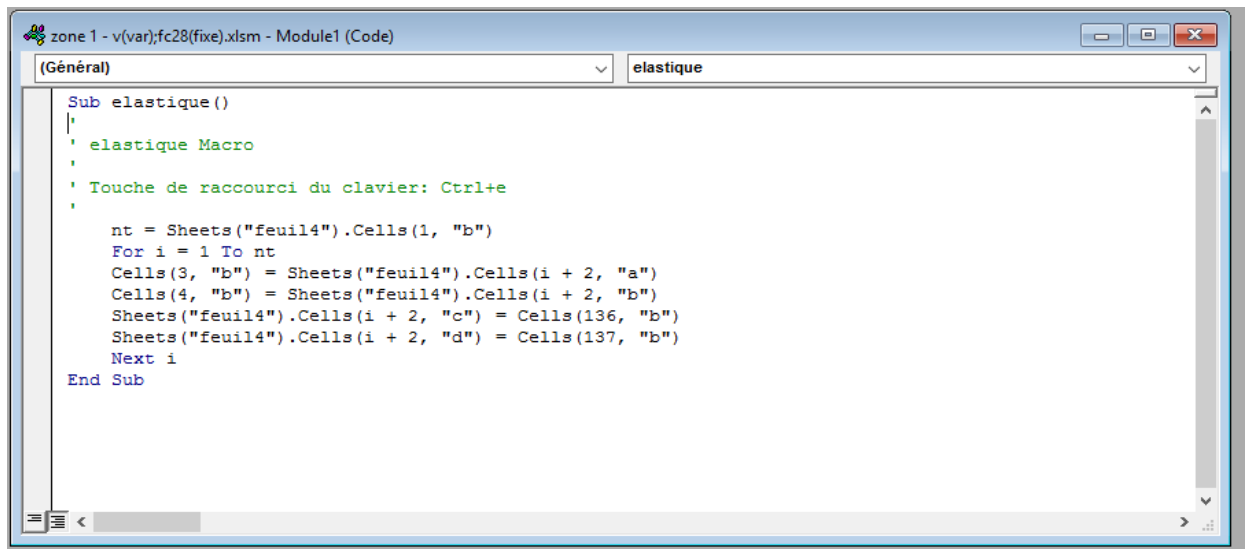 zone 1 - v(var);fc28(fixe).xlsm - Module1 (Code)
(Général) elastique
Sub elastique()
'
' elastique Macro
'
' Touche de raccourci du clavier: Ctrl+e
'
nt = Sheets("feuil4").Cells(1, "b")
For i = 1 To nt
Cells(3, "b") = Sheets("feuil4").Cells(i + 2, "a")
Cells(4, "b") = Sheets("feuil4").Cells(i + 2, "b")
Sheets("feuil4").Cells(i + 2, "c") = Cells(136, "b")
Sheets("feuil4").Cells(i + 2, "d") = Cells(137, "b")
Next i
End Sub